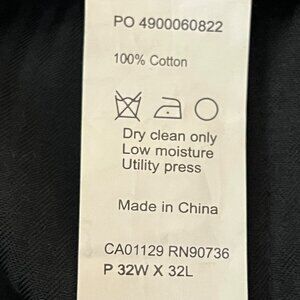 PO 4900060822
100% Cotton
Dry clean only
Low moisture
Utility press
Made in China
CA01129 RN90736
P 32W X 32L